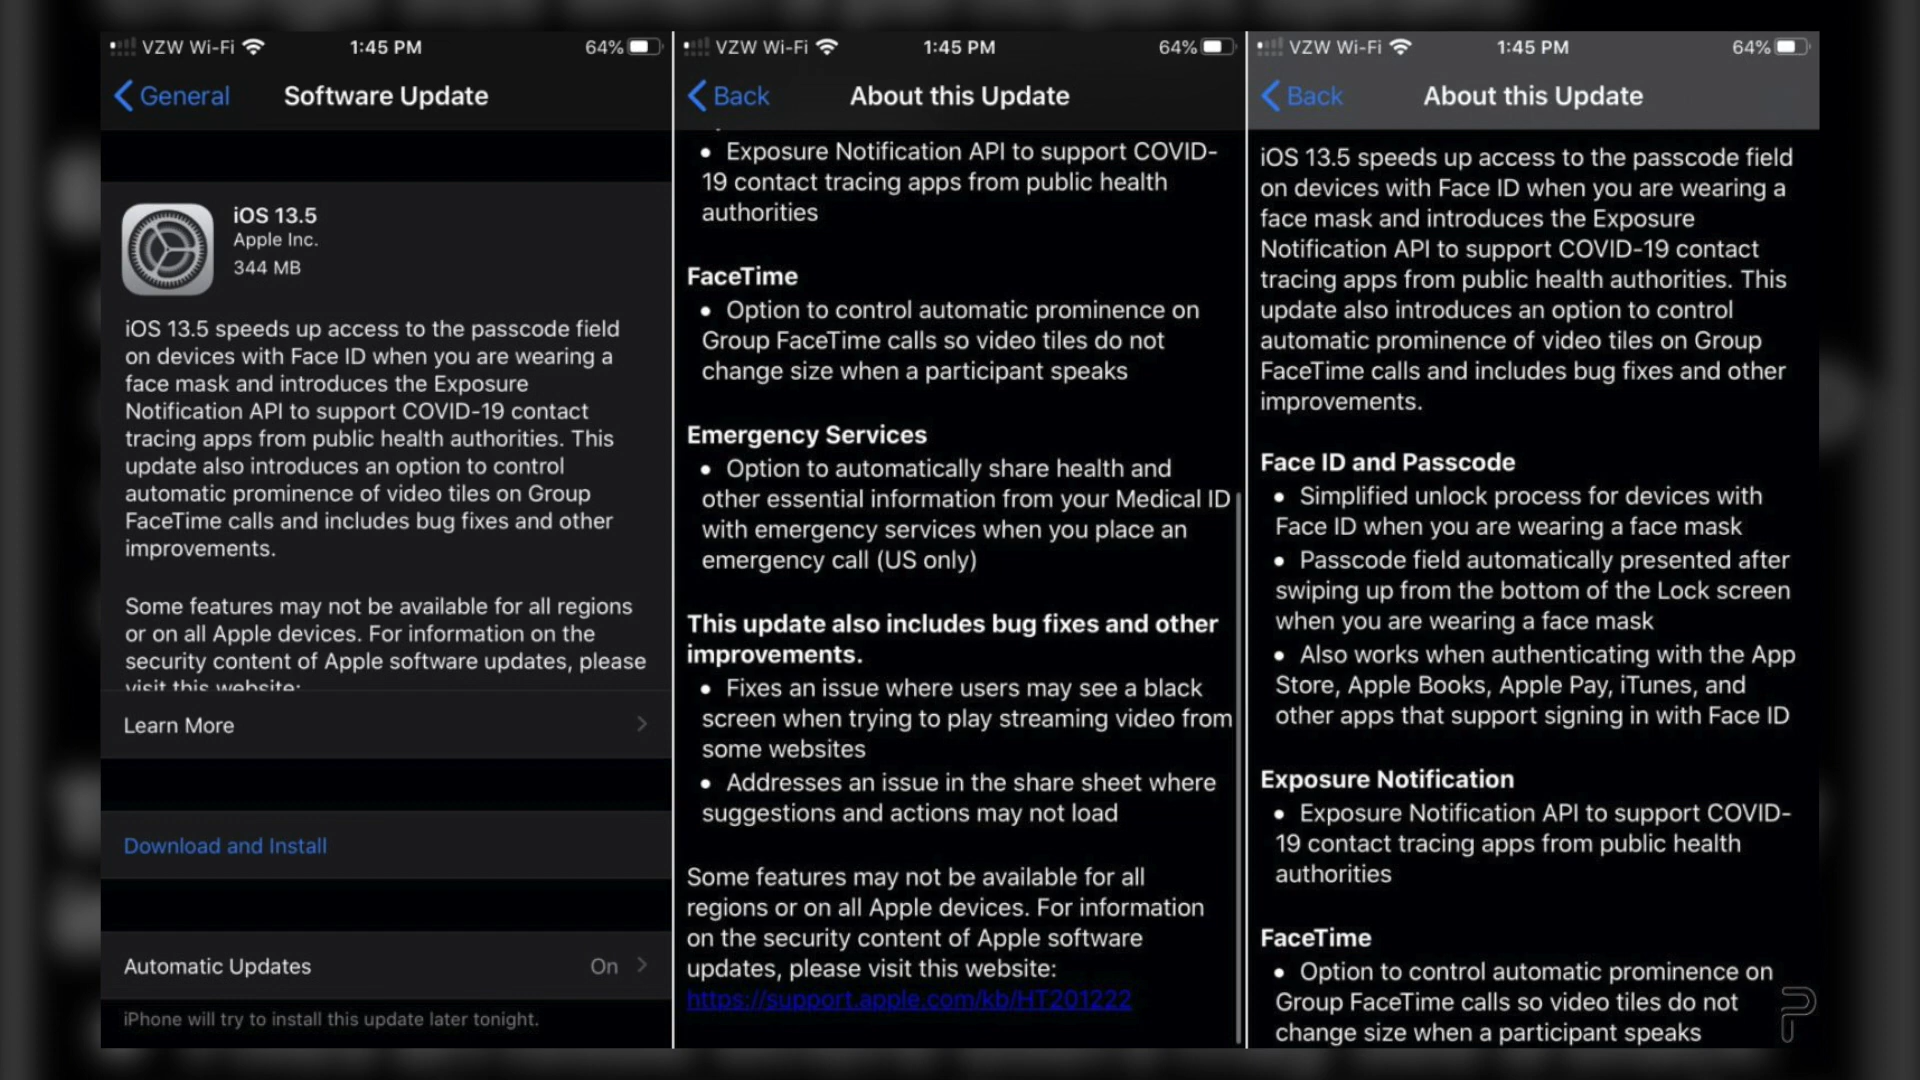 VZW Wi-Fi 1:45 PM 64%
General Software Update
iOS 13.5
Apple Inc.
344 MB
iOS 13.5 speeds up access to the passcode field
on devices with Face ID when you are wearing a
face mask and introduces the Exposure
Notification API to support COVID-19 contact
tracing apps from public health authorities. This
update also introduces an option to control
automatic prominence of video tiles on Group
FaceTime calls and includes bug fixes and other
improvements.
Some features may not be available for all regions
or on all Apple devices. For information on the
security content of Apple software updates, please
visit this website:
Learn More
Download and Install
Automatic Updates On
iPhone will try to install this update later tonight.
VZW Wi-Fi 1:45 PM 64%
Back About this Update
• Exposure Notification API to support COVID-
19 contact tracing apps from public health
authorities
FaceTime
• Option to control automatic prominence on
Group FaceTime calls so video tiles do not
change size when a participant speaks
Emergency Services
• Option to automatically share health and
other essential information from your Medical ID
with emergency services when you place an
emergency call (US only)
This update also includes bug fixes and other
improvements.
• Fixes an issue where users may see a black
screen when trying to play streaming video from
some websites
• Addresses an issue in the share sheet where
suggestions and actions may not load
Some features may not be available for all
regions or on all Apple devices. For information
on the security content of Apple software
updates, please visit this website:
https://support.apple.com/kb/HT201222
VZW Wi-Fi 1:45 PM 64%
Back About this Update
iOS 13.5 speeds up access to the passcode field
on devices with Face ID when you are wearing a
face mask and introduces the Exposure
Notification API to support COVID-19 contact
tracing apps from public health authorities. This
update also introduces an option to control
automatic prominence of video tiles on Group
FaceTime calls and includes bug fixes and other
improvements.
Face ID and Passcode
• Simplified unlock process for devices with
Face ID when you are wearing a face mask
• Passcode field automatically presented after
swiping up from the bottom of the Lock screen
when you are wearing a face mask
• Also works when authenticating with the App
Store, Apple Books, Apple Pay, iTunes, and
other apps that support signing in with Face ID
Exposure Notification
• Exposure Notification API to support COVID-
19 contact tracing apps from public health
authorities
FaceTime
• Option to control automatic prominence on
Group FaceTime calls so video tiles do not
change size when a participant speaks